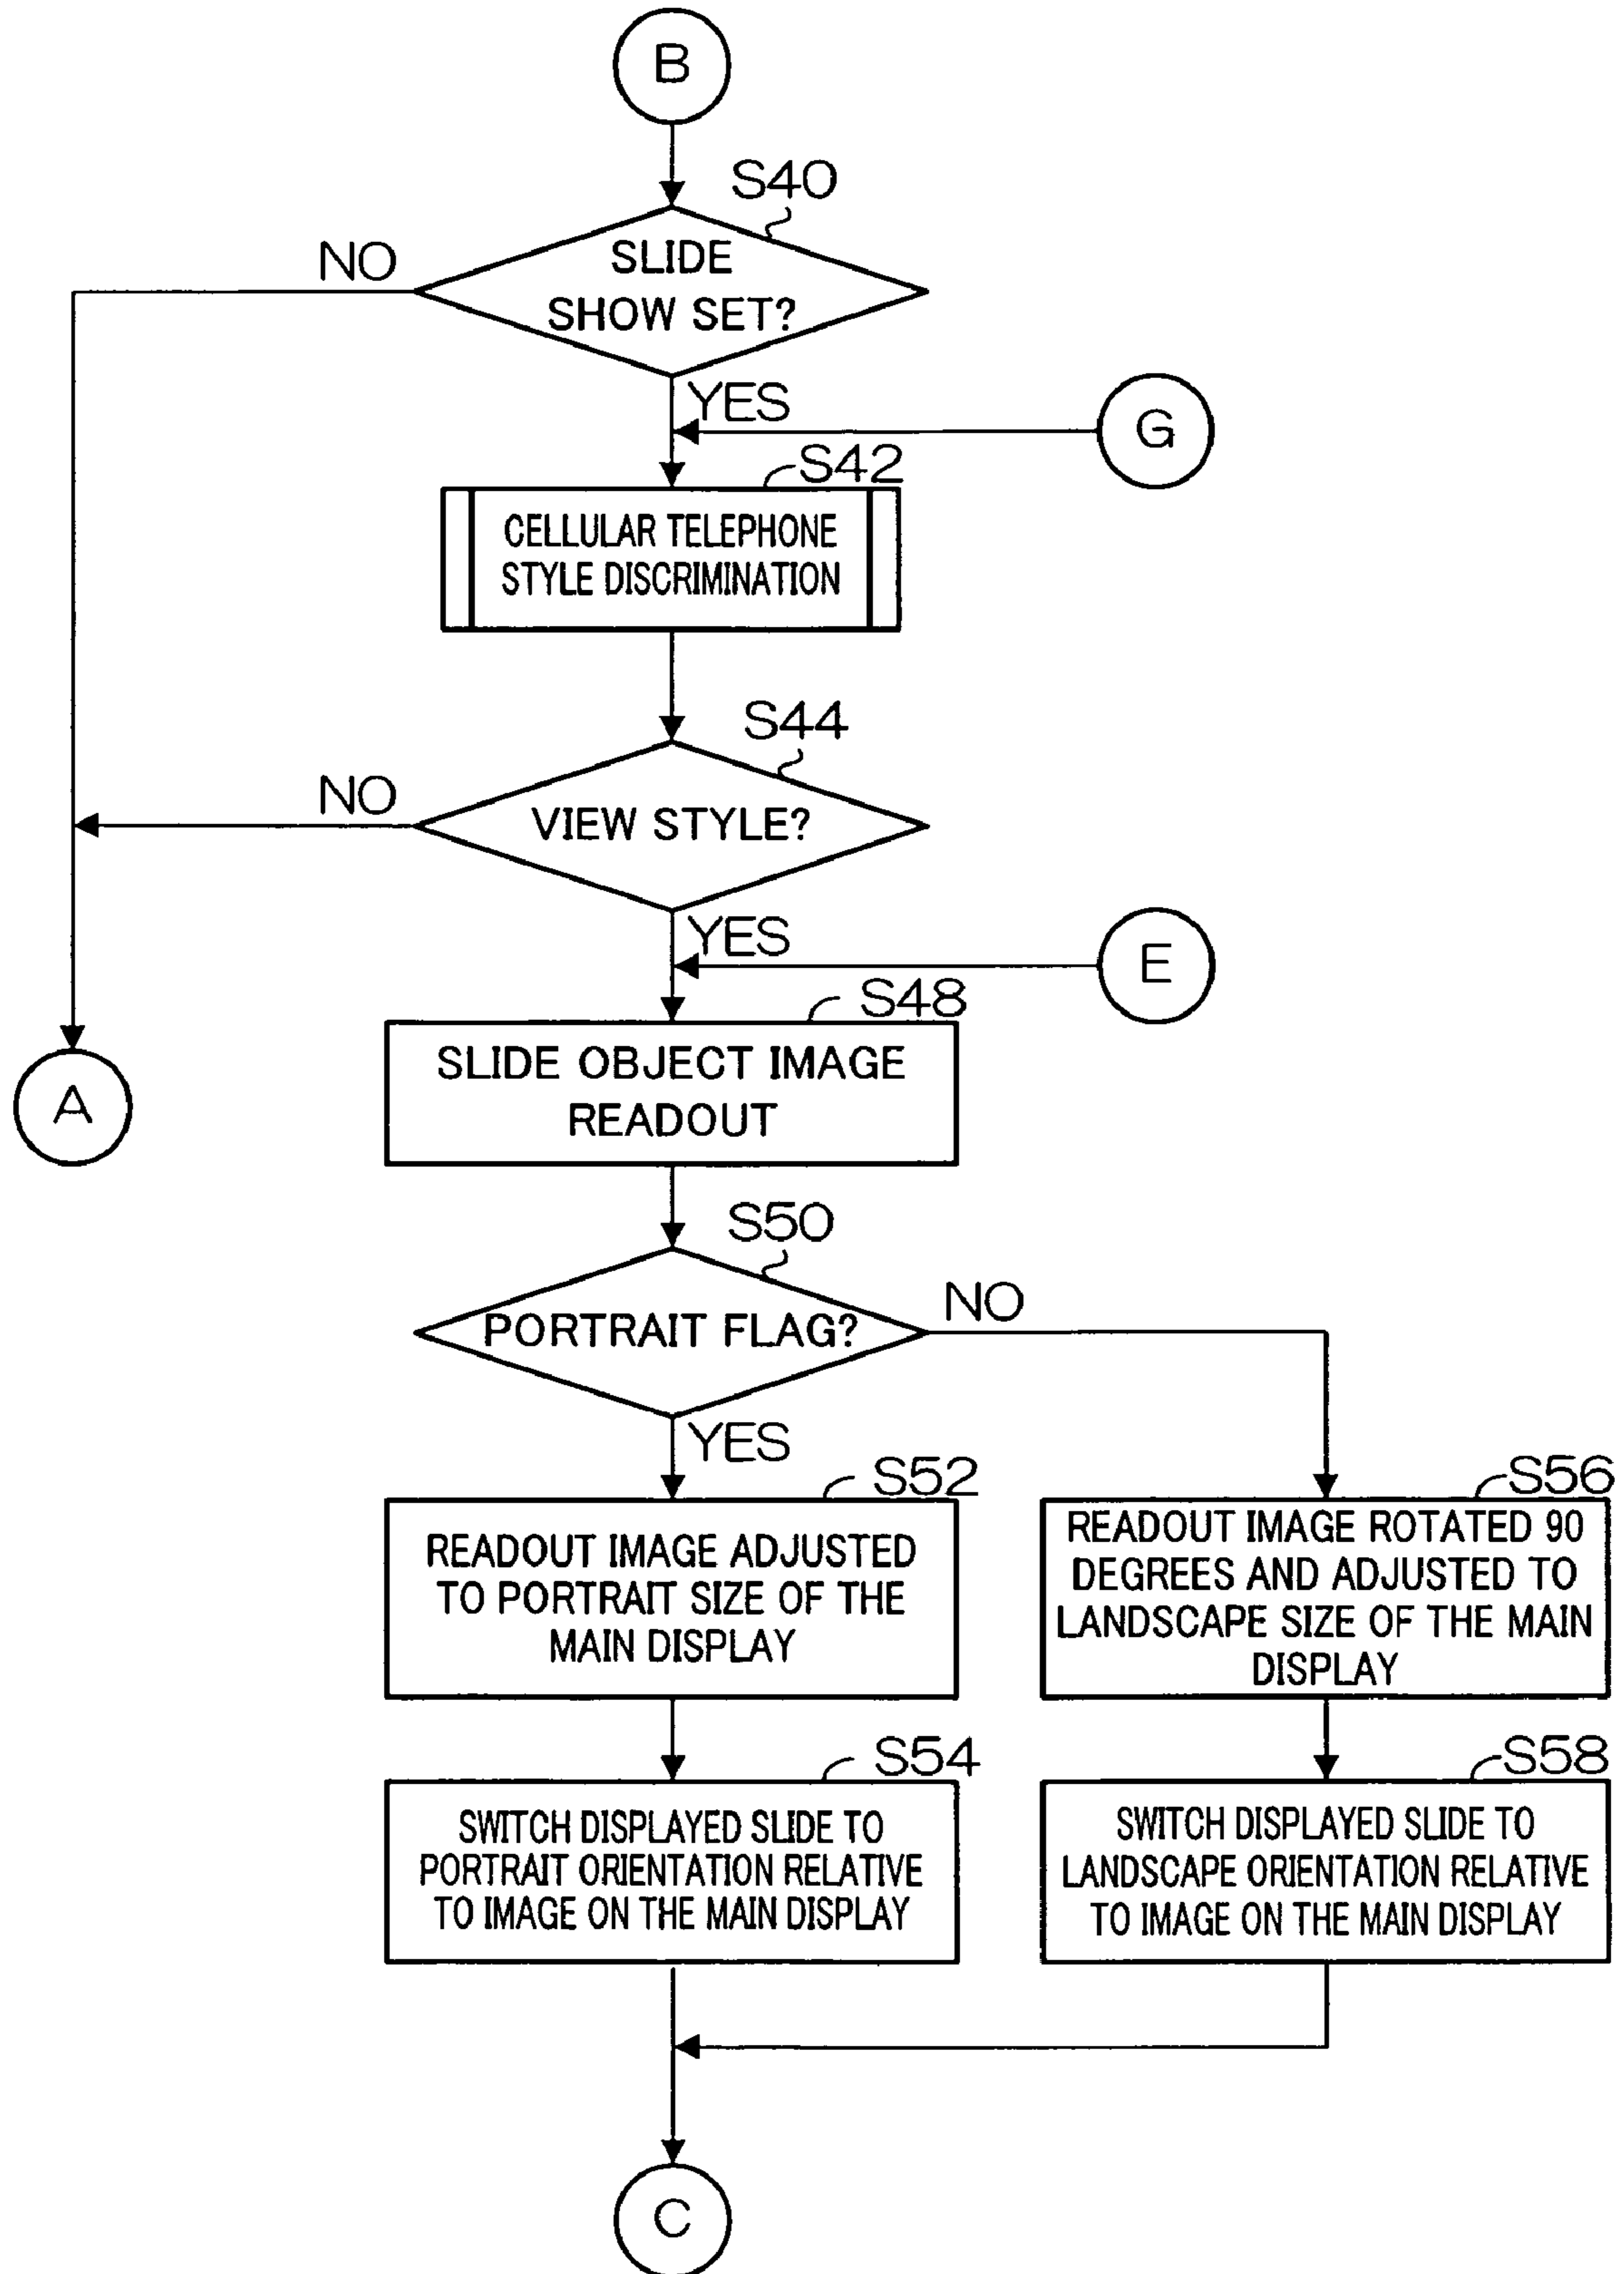 B
S40
NO
SLIDE
SHOW SET?
YES
G
S42
CELLULAR TELEPHONE
STYLE DISCRIMINATION
S44
NO
VIEW STYLE?
YES
E
S48
SLIDE OBJECT IMAGE
READOUT
A
S50
NO
PORTRAIT FLAG?
YES
S52
READOUT IMAGE ADJUSTED
TO PORTRAIT SIZE OF THE
MAIN DISPLAY
S56
READOUT IMAGE ROTATED 90
DEGREES AND ADJUSTED TO
LANDSCAPE SIZE OF THE MAIN
DISPLAY
S54
SWITCH DISPLAYED SLIDE TO
PORTRAIT ORIENTATION RELATIVE
TO IMAGE ON THE MAIN DISPLAY
S58
SWITCH DISPLAYED SLIDE TO
LANDSCAPE ORIENTATION RELATIVE
TO IMAGE ON THE MAIN DISPLAY
C